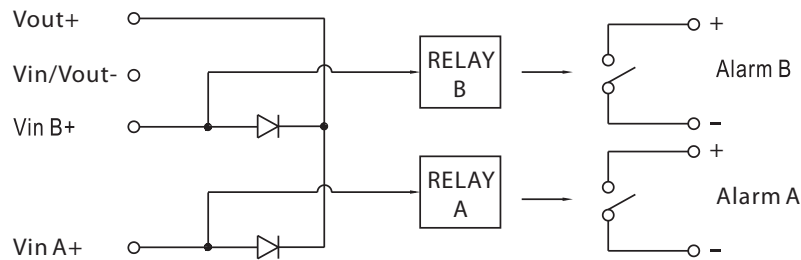 Vout+
Vin/Vout-
Vin B+
Vin A+
RELAY
B
RELAY
A
+
Alarm B
-
+
Alarm A
-